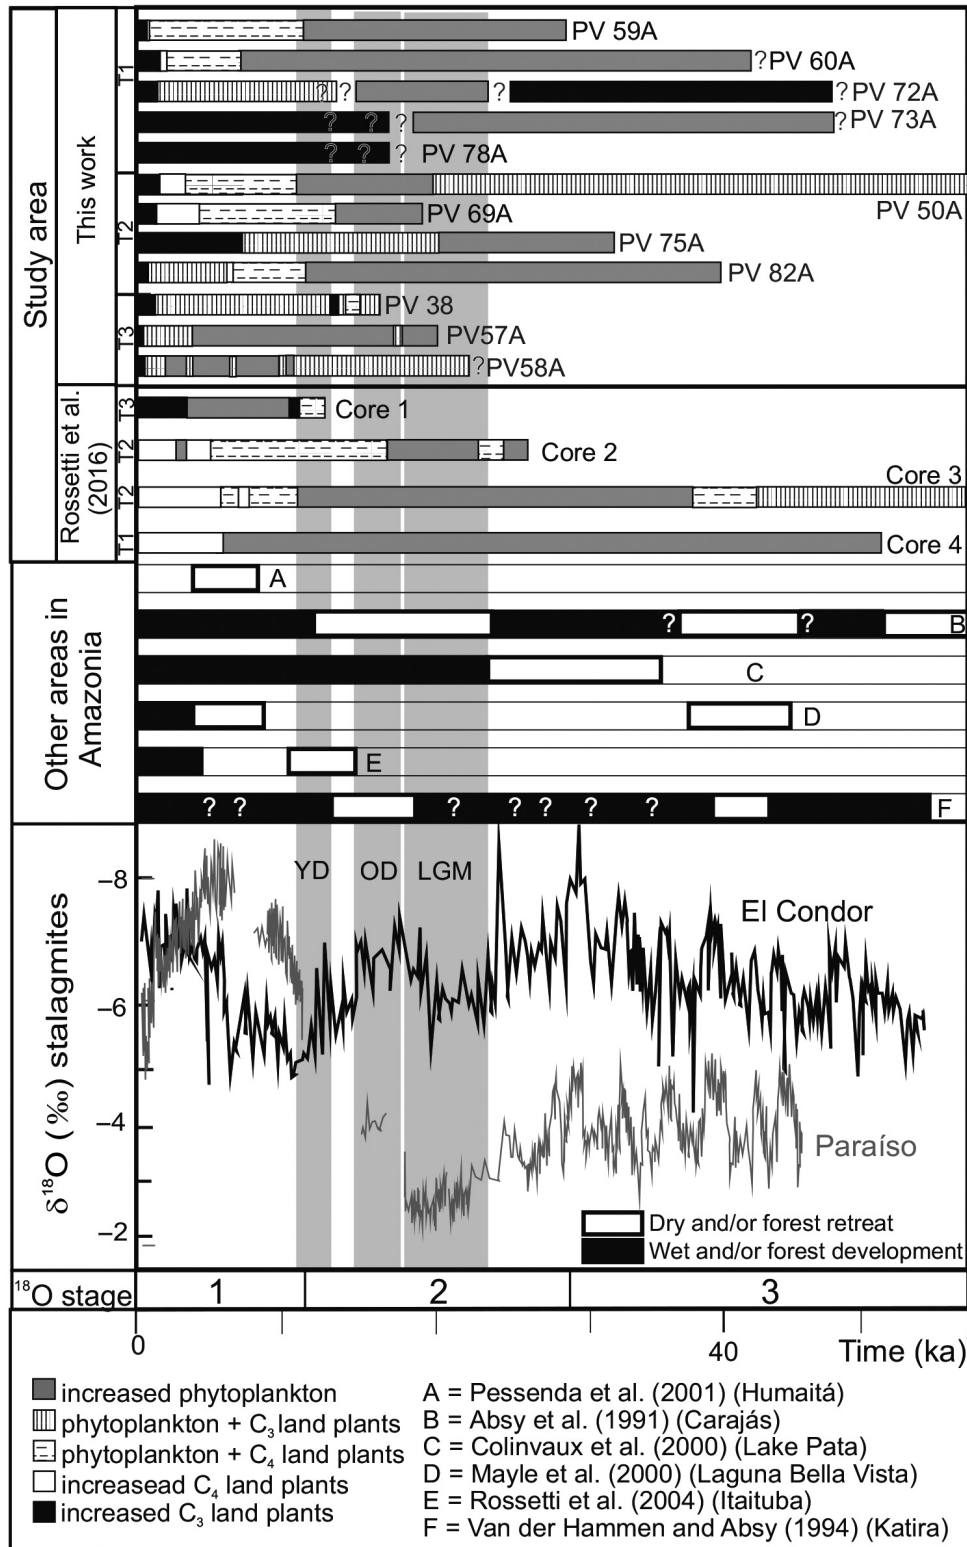 Study area
This work
T1
PV 59A
? PV 60A
? ? ? ? PV 72A
? ? ? ? PV 73A
? ? ? PV 78A
T2
PV 50A
PV 69A
PV 75A
PV 82A
T3
PV 38
PV57A
?PV58A
Rossetti et al.
(2016)
T3
Core 1
T2
Core 2
T2
Core 3
T1
Core 4
Other areas in
Amazonia
A
? ? B
C
D
E
? ? ? ? ? ? ? F
δ¹⁸O (‰) stalagmites
YD OD LGM
–8
El Condor
–6
–4
Paraíso
–2
Dry and/or forest retreat
Wet and/or forest development
¹⁸O stage 1 2 3
0 40 Time (ka)
increased phytoplankton
phytoplankton + C₃ land plants
phytoplankton + C₄ land plants
increasead C₄ land plants
increased C₃ land plants
A = Pessenda et al. (2001) (Humaitá)
B = Absy et al. (1991) (Carajás)
C = Colinvaux et al. (2000) (Lake Pata)
D = Mayle et al. (2000) (Laguna Bella Vista)
E = Rossetti et al. (2004) (Itaituba)
F = Van der Hammen and Absy (1994) (Katira)